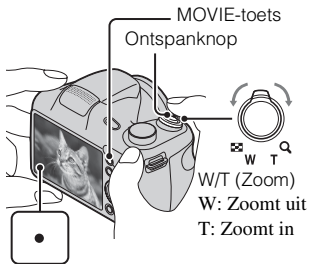 MOVIE-toets
Ontspanknop
W T
W/T (Zoom)
W: Zoomt uit
T: Zoomt in